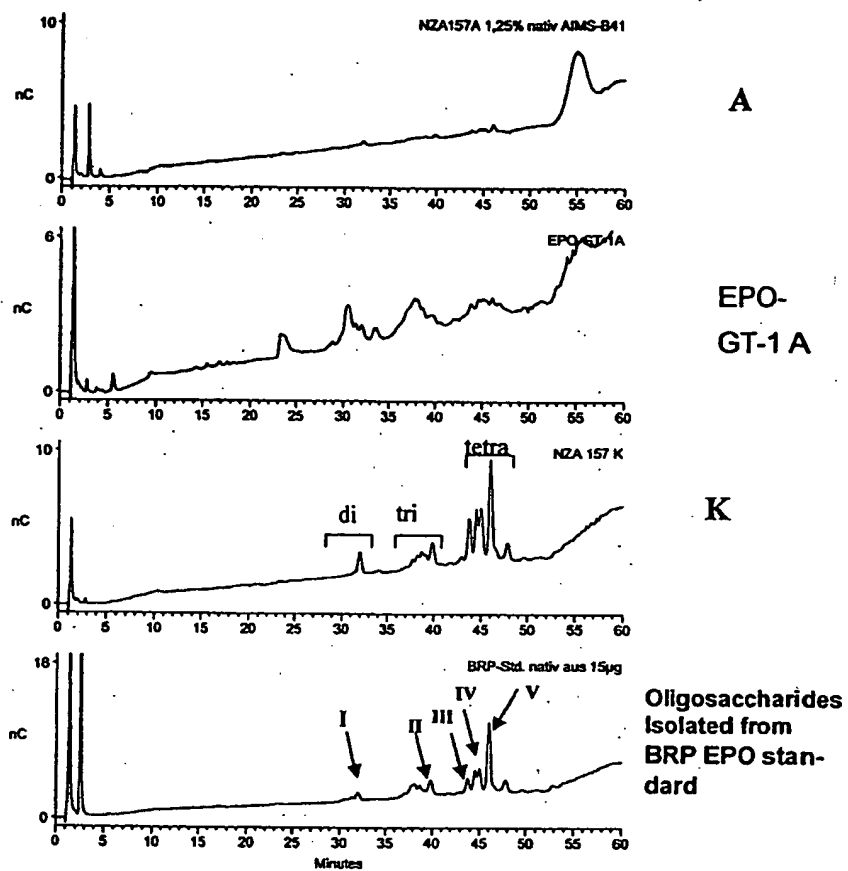 10
NZA157A 1,25% nativ AIMS-B41
nC
A
0
0 5 10 15 20 25 30 35 40 45 50 55 60
6
EPO-GT-1A
nC
EPO-
GT-1 A
0
0 5 10 15 20 25 30 35 40 45 50 55 60
10
tetra
NZA 157 K
nC
di
tri
K
0
0 5 10 15 20 25 30 35 40 45 50 55 60
18
BRP-Std. nativ aus 15µg
I
II
III
IV
V
nC
Oligosaccharides
Isolated from
BRP EPO stan-
dard
0
0 5 10 15 20 25 30 35 40 45 50 55 60
Minutes